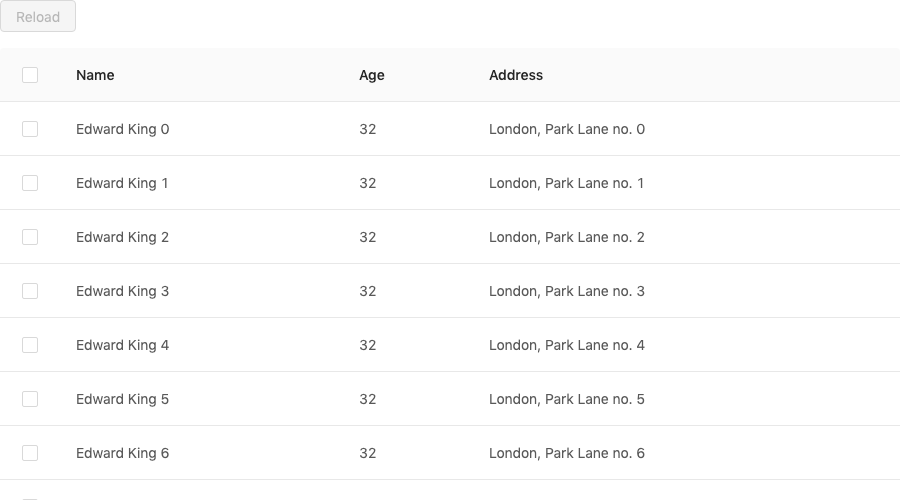 Reload
Name Age Address
Edward King 0 32 London, Park Lane no. 0
Edward King 1 32 London, Park Lane no. 1
Edward King 2 32 London, Park Lane no. 2
Edward King 3 32 London, Park Lane no. 3
Edward King 4 32 London, Park Lane no. 4
Edward King 5 32 London, Park Lane no. 5
Edward King 6 32 London, Park Lane no. 6